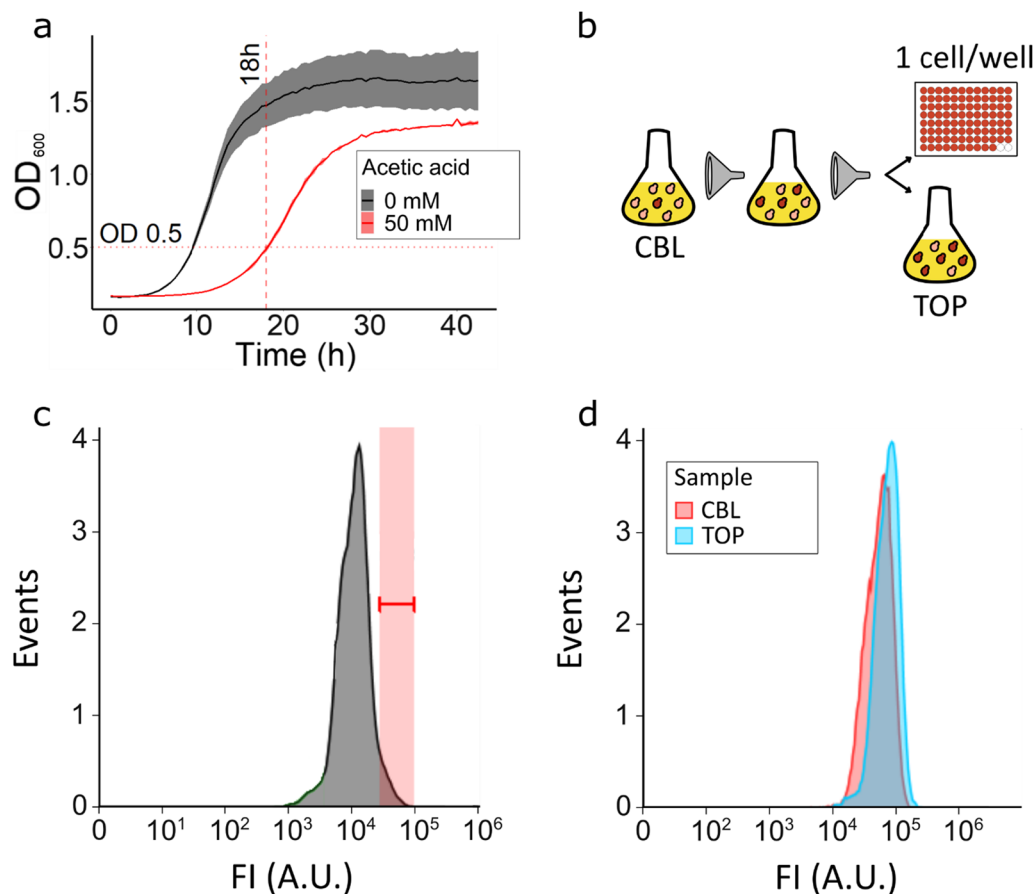 a
18h
1.5
1.0
0.5
OD600
OD 0.5
Acetic acid
0 mM
50 mM
0 10 20 30 40
Time (h)
b
1 cell/well
CBL
TOP
c
4
3
2
1
0
Events
0 10¹ 10² 10³ 10⁴ 10⁵ 10⁶
FI (A.U.)
d
4
3
2
1
0
Events
Sample
CBL
TOP
0 10¹ 10² 10³ 10⁴ 10⁵ 10⁶
FI (A.U.)